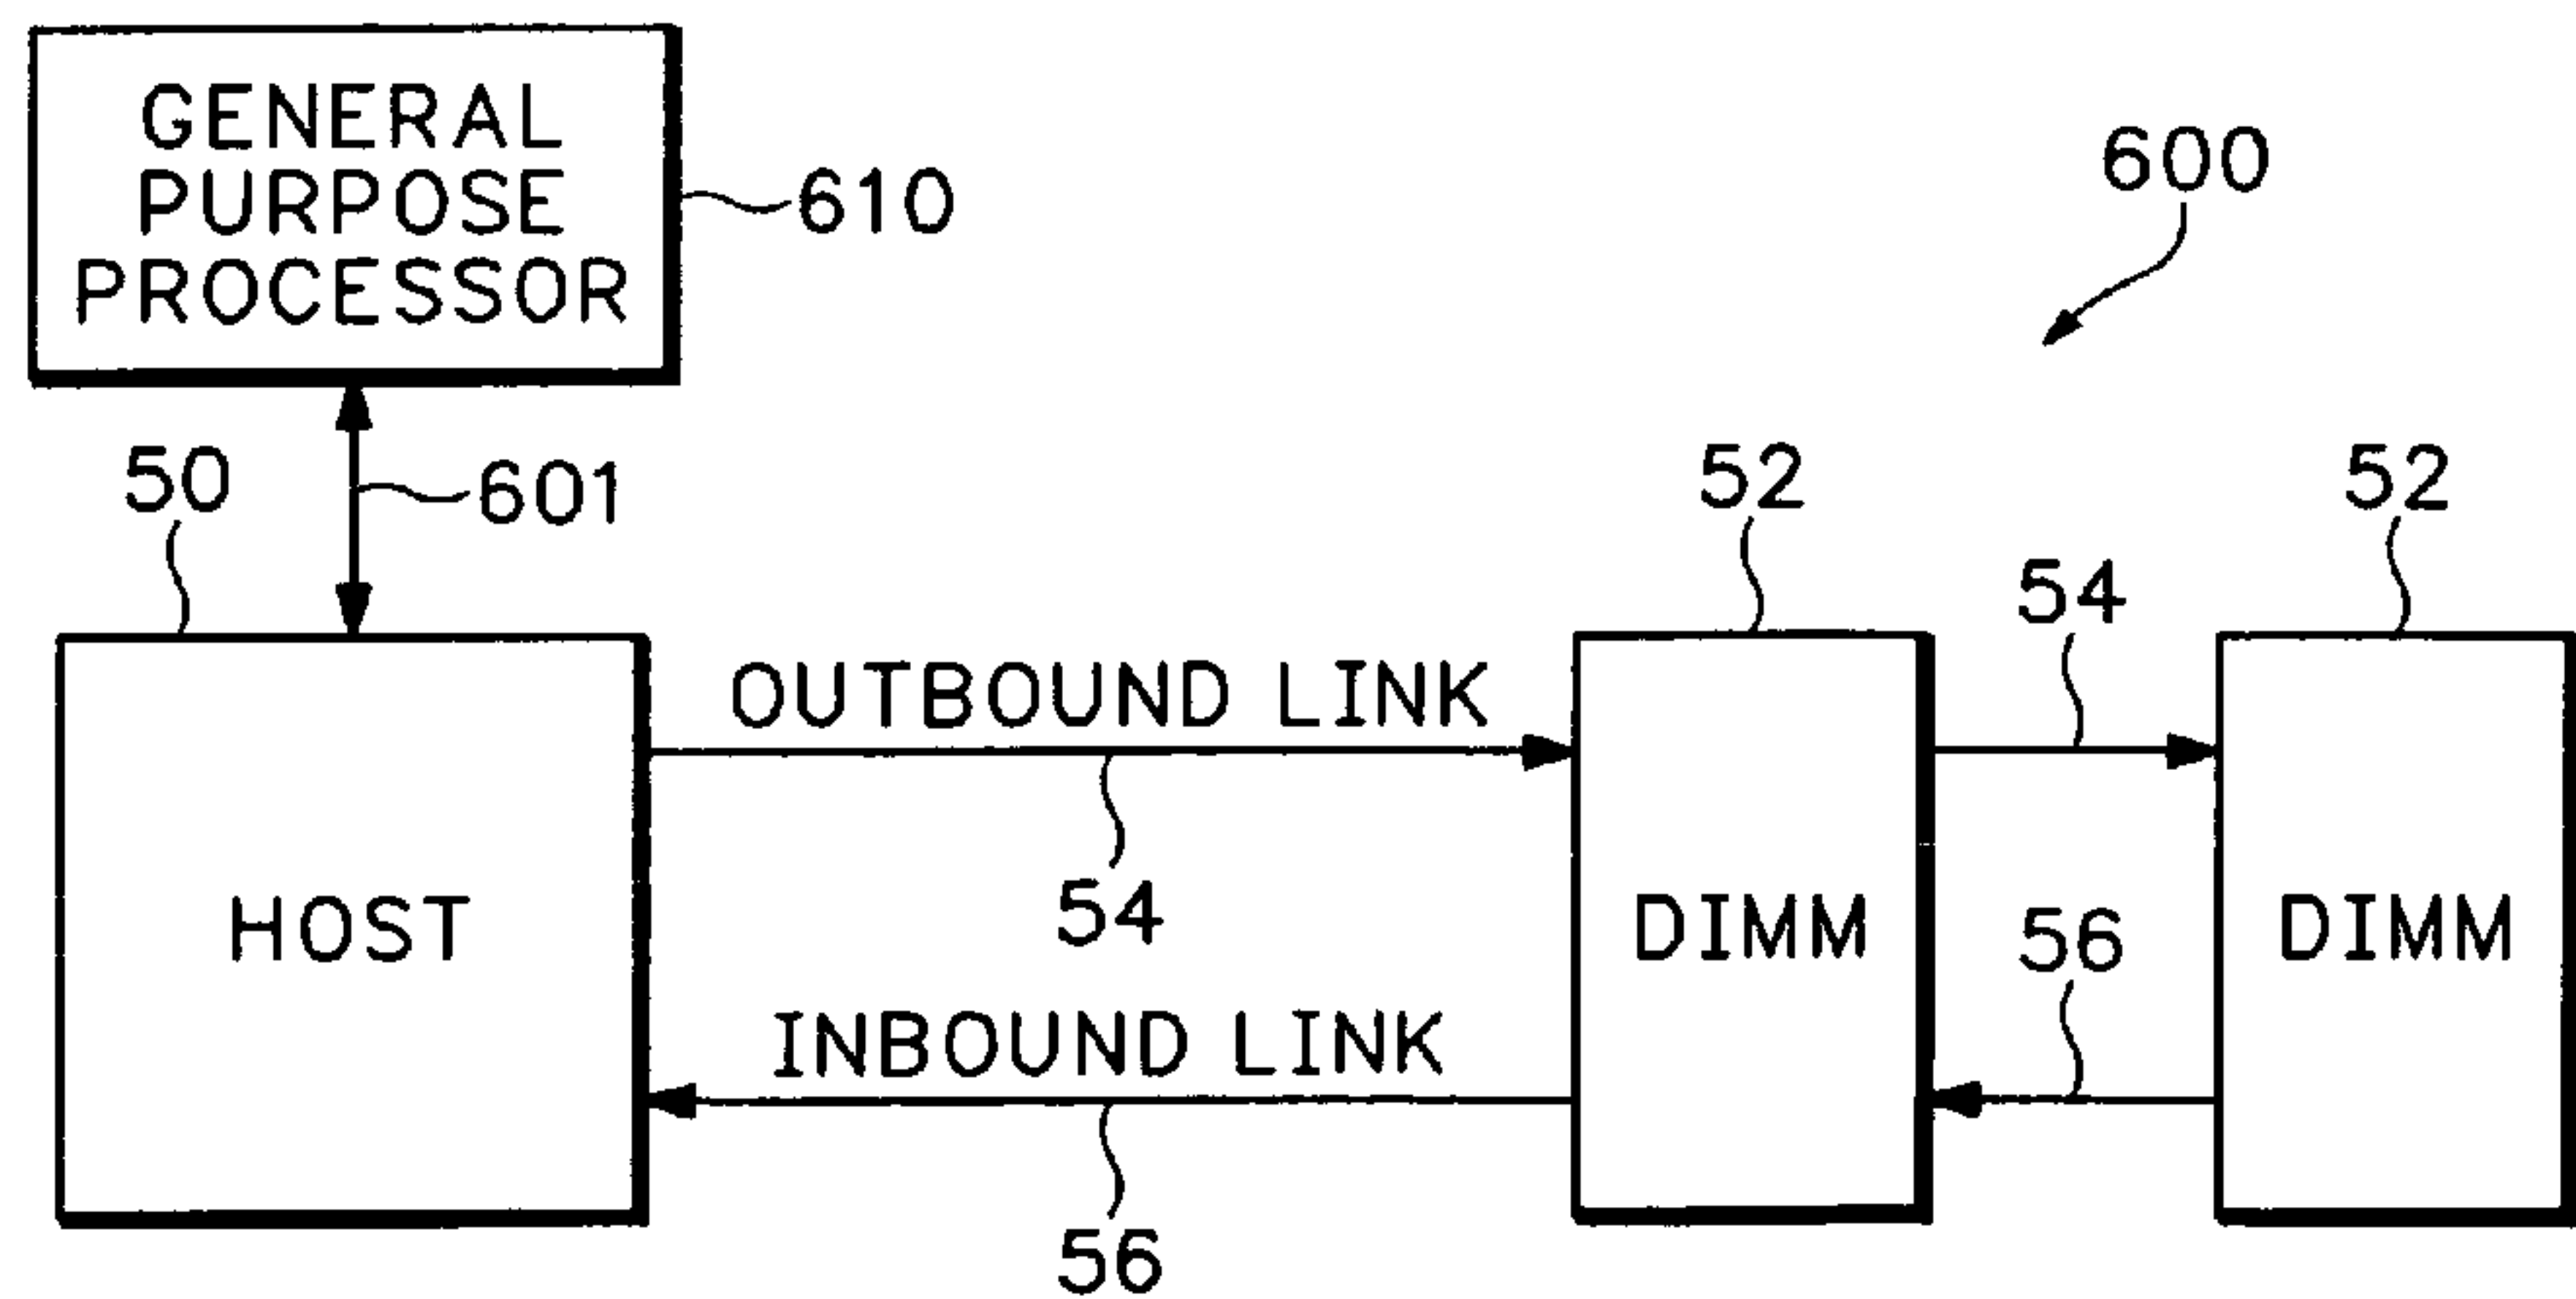 GENERAL
PURPOSE
PROCESSOR
610
600
50
601
52
52
54
OUTBOUND LINK
54
HOST
DIMM
DIMM
56
INBOUND LINK
56